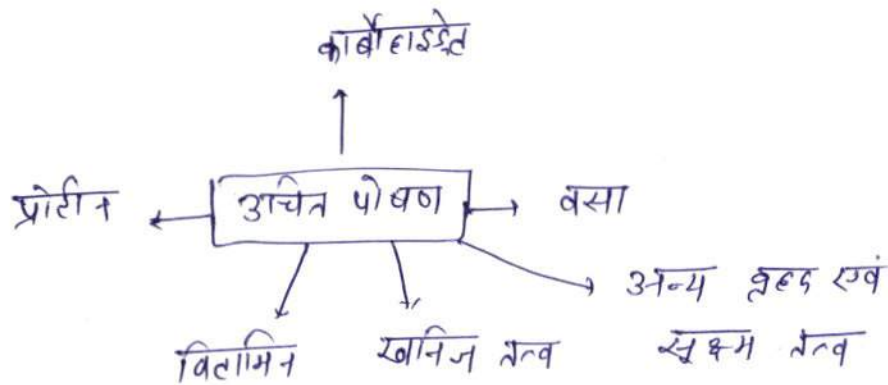 कार्बोहाइड्रेट
प्रोटीन
उचित पोषण
वसा
अन्य वृहद एवं
सूक्ष्म तत्व
विटामिन
खनिज तत्व